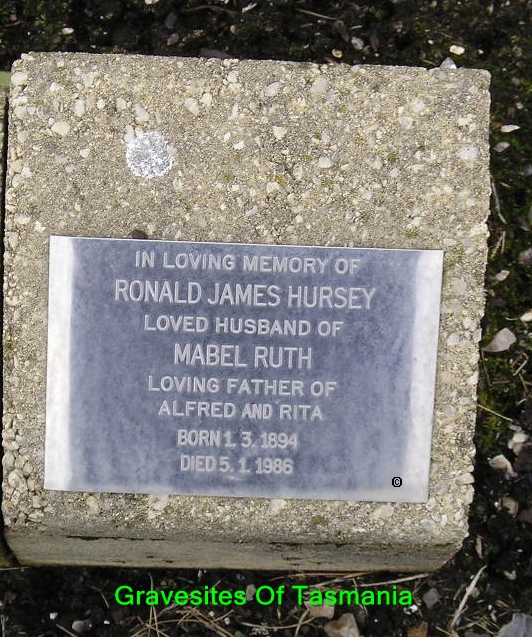 IN LOVING MEMORY OF
RONALD JAMES HURSEY
LOVED HUSBAND OF
MABEL RUTH
LOVING FATHER OF
ALFRED AND RITA
BORN 1. 3. 1894
DIED 5. 1. 1986
©
Gravesites Of Tasmania